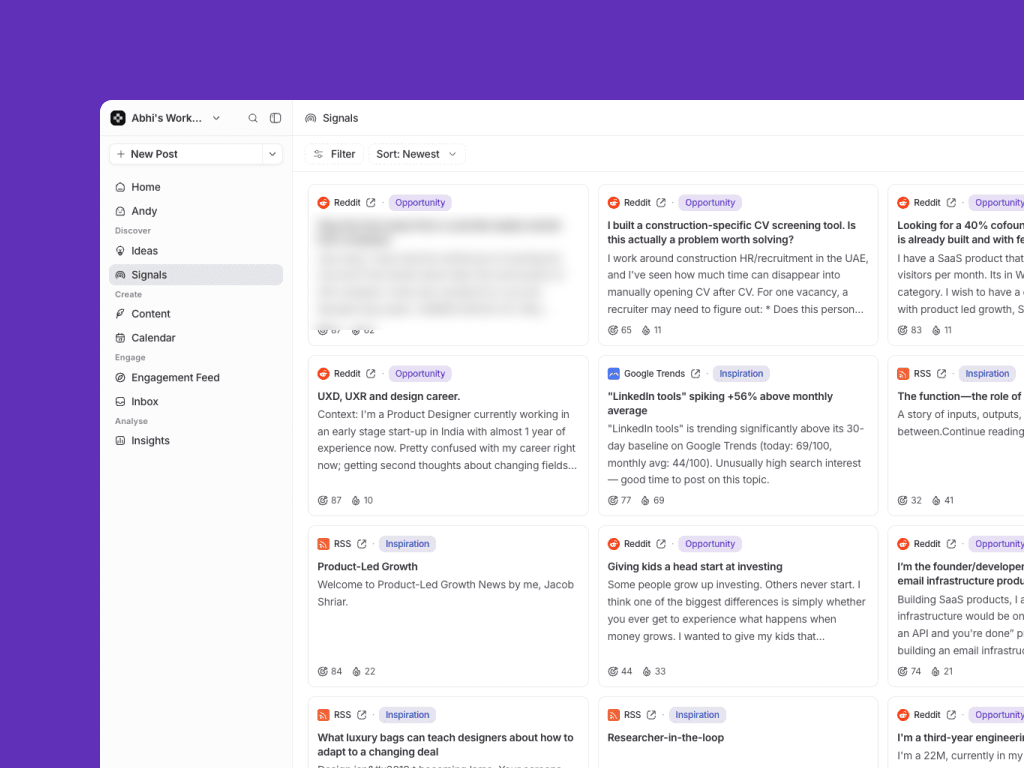 Abhi's Work...
New Post
Home
Andy
Discover
Ideas
Signals
Create
Content
Calendar
Engage
Engagement Feed
Inbox
Analyse
Insights
Signals
Filter
Sort: Newest
Reddit · Opportunity
87 62
Reddit · Opportunity
I built a construction-specific CV screening tool. Is
this actually a problem worth solving?
I work around construction HR/recruitment in the UAE,
and I've seen how much time can disappear into
manually opening CV after CV. For one vacancy, a
recruiter may need to figure out: * Does this person...
65 11
Reddit · Opportunity
Looking for a 40% cofoun
is already built and with fe
I have a SaaS product that
visitors per month. Its in W
category. I wish to have a
with product led growth, S
83 11
Reddit · Opportunity
UXD, UXR and design career.
Context: I'm a Product Designer currently working in
an early stage start-up in India with almost 1 year of
experience now. Pretty confused with my career right
now; getting second thoughts about changing fields...
87 10
Google Trends · Inspiration
"LinkedIn tools" spiking +56% above monthly
average
"LinkedIn tools" is trending significantly above its 30-
day baseline on Google Trends (today: 69/100,
monthly avg: 44/100). Unusually high search interest
— good time to post on this topic.
77 69
RSS · Inspiration
The function—the role of
A story of inputs, outputs,
between.Continue reading
32 41
RSS · Inspiration
Product-Led Growth
Welcome to Product-Led Growth News by me, Jacob
Shriar.
84 22
Reddit · Opportunity
Giving kids a head start at investing
Some people grow up investing. Others never start. I
think one of the biggest differences is simply whether
you ever get to experience what happens when
money grows. I wanted to give my kids that...
44 33
Reddit · Opportunity
I'm the founder/developer
email infrastructure produ
Building SaaS products, I a
infrastructure would be on
an API and you're done" p
building an email infrastruc
74 21
RSS · Inspiration
What luxury bags can teach designers about how to
adapt to a changing deal
RSS · Inspiration
Researcher-in-the-loop
Reddit · Opportunity
I'm a third-year engineerin
I'm a 22M, currently in my